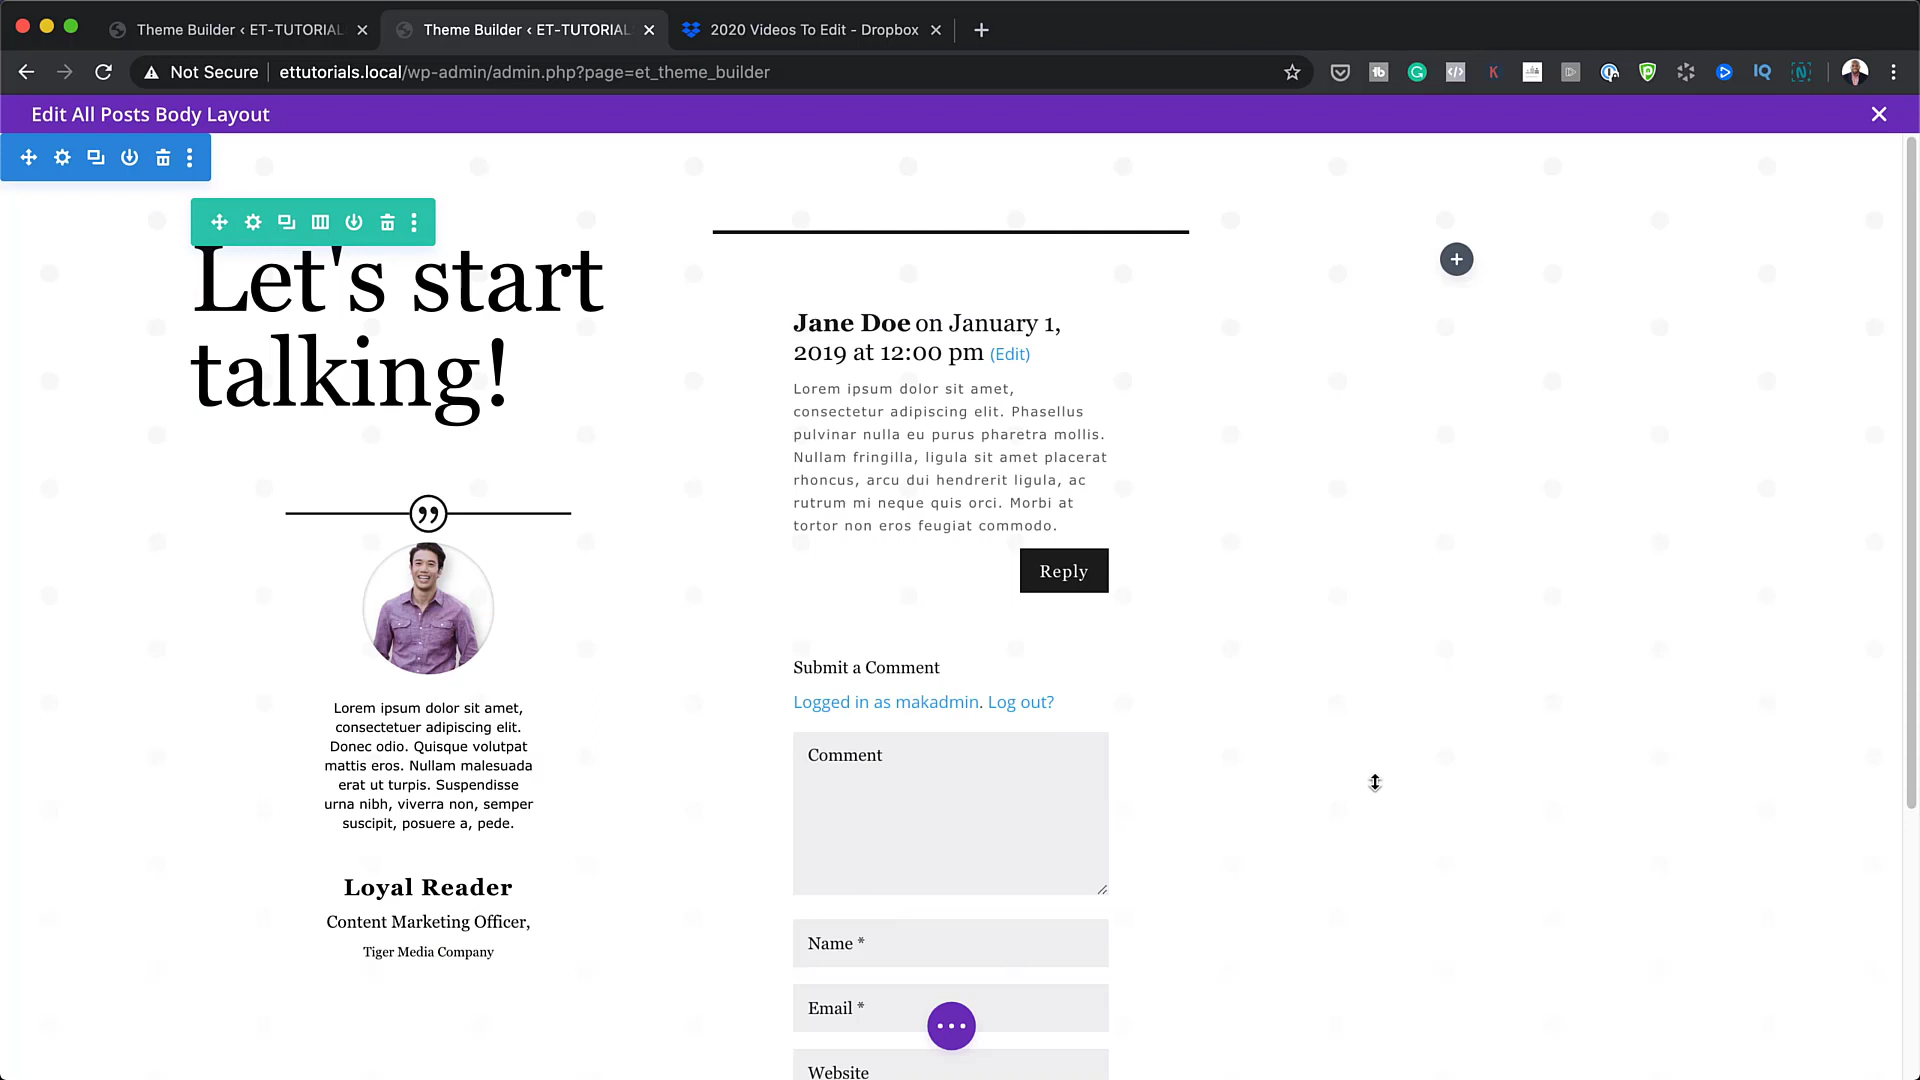 Theme Builder ‹ ET-TUTORIAL
Theme Builder ‹ ET-TUTORIAL
2020 Videos To Edit - Dropbox
Not Secure
ettutorials.local/wp-admin/admin.php?page=et_theme_builder
Edit All Posts Body Layout
Let's start
talking!
Lorem ipsum dolor sit amet,
consectetuer adipiscing elit.
Donec odio. Quisque volutpat
mattis eros. Nullam malesuada
erat ut turpis. Suspendisse
urna nibh, viverra non, semper
suscipit, posuere a, pede.
Loyal Reader
Content Marketing Officer,
Tiger Media Company
Jane Doe on January 1,
2019 at 12:00 pm (Edit)
Lorem ipsum dolor sit amet,
consectetur adipiscing elit. Phasellus
pulvinar nulla eu purus pharetra mollis.
Nullam fringilla, ligula sit amet placerat
rhoncus, arcu dui hendrerit ligula, ac
rutrum mi neque quis orci. Morbi at
tortor non eros feugiat commodo.
Reply
Submit a Comment
Logged in as makadmin. Log out?
Comment
Name *
Email *
Website